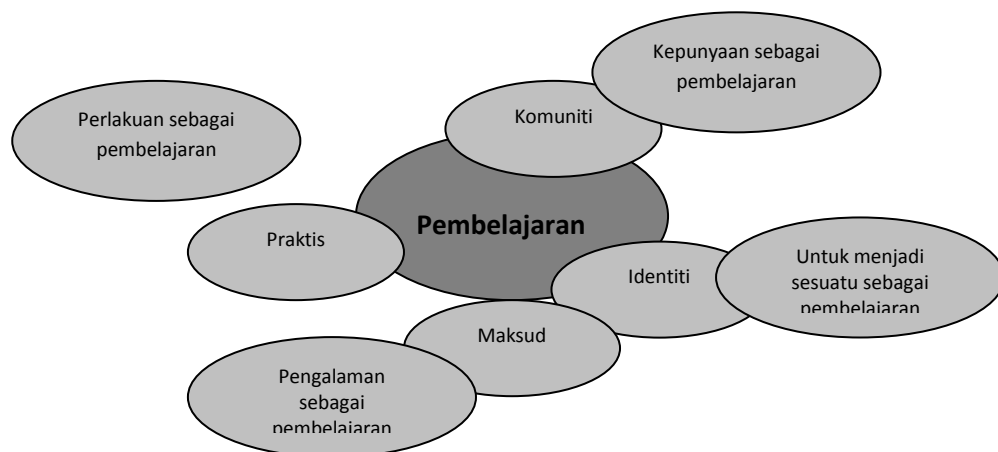 Kepunyaan sebagai
pembelajaran
Komuniti
Perlakuan sebagai
pembelajaran
Pembelajaran
Praktis
Identiti
Untuk menjadi
sesuatu sebagai
pembelajaran
Maksud
Pengalaman
sebagai
pembelajaran